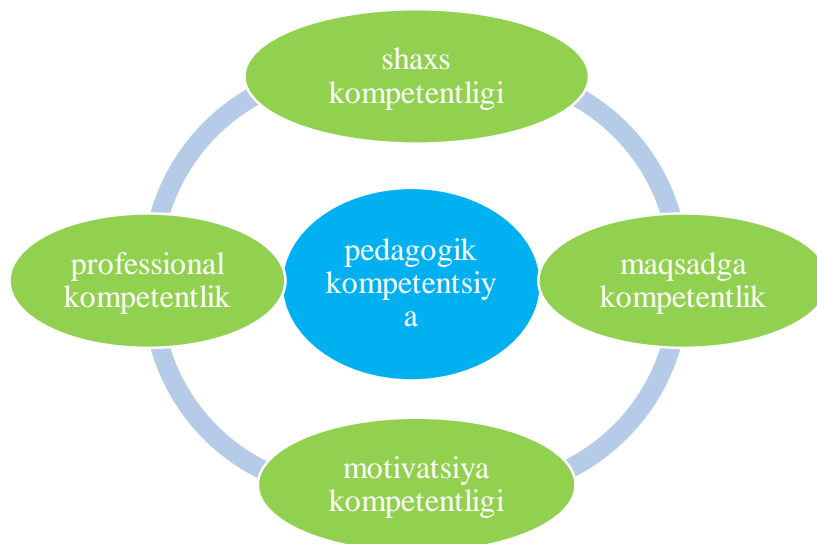 shaxs
kompetentligi
professional
kompetentlik
pedagogik
kompetentsiy
a
maqsadga
kompetentlik
motivatsiya
kompetentligi